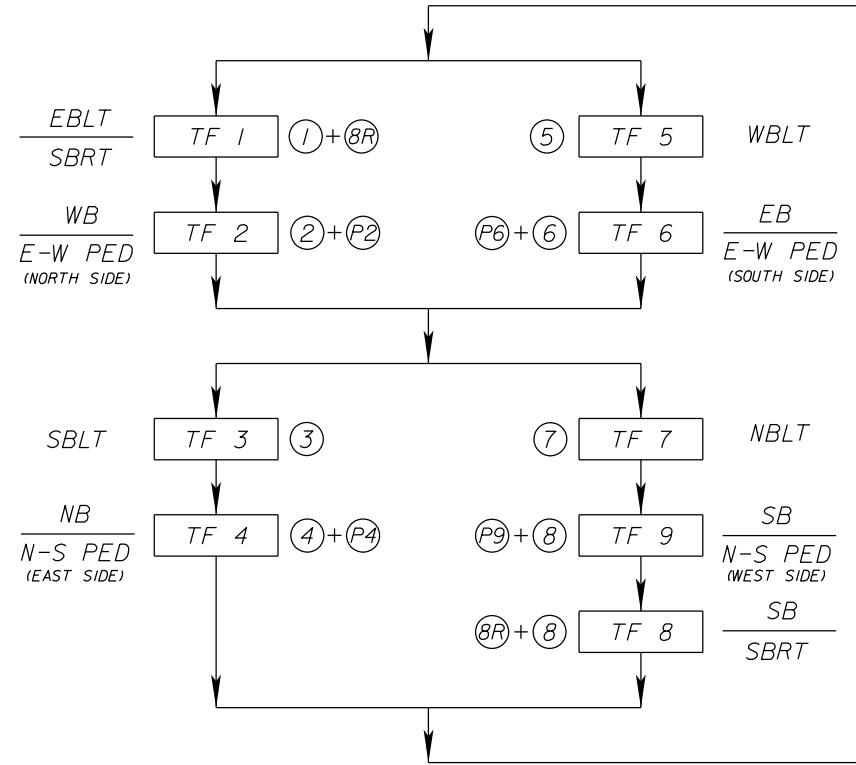 EBLT
SBRT
TF 1
1+8R
5
TF 5
WBLT
WB
E-W PED
(NORTH SIDE)
TF 2
2+P2
P6+6
TF 6
EB
E-W PED
(SOUTH SIDE)
SBLT
TF 3
3
7
TF 7
NBLT
NB
N-S PED
(EAST SIDE)
TF 4
4+P4
P9+8
TF 9
SB
N-S PED
(WEST SIDE)
8R+8
TF 8
SB
SBRT